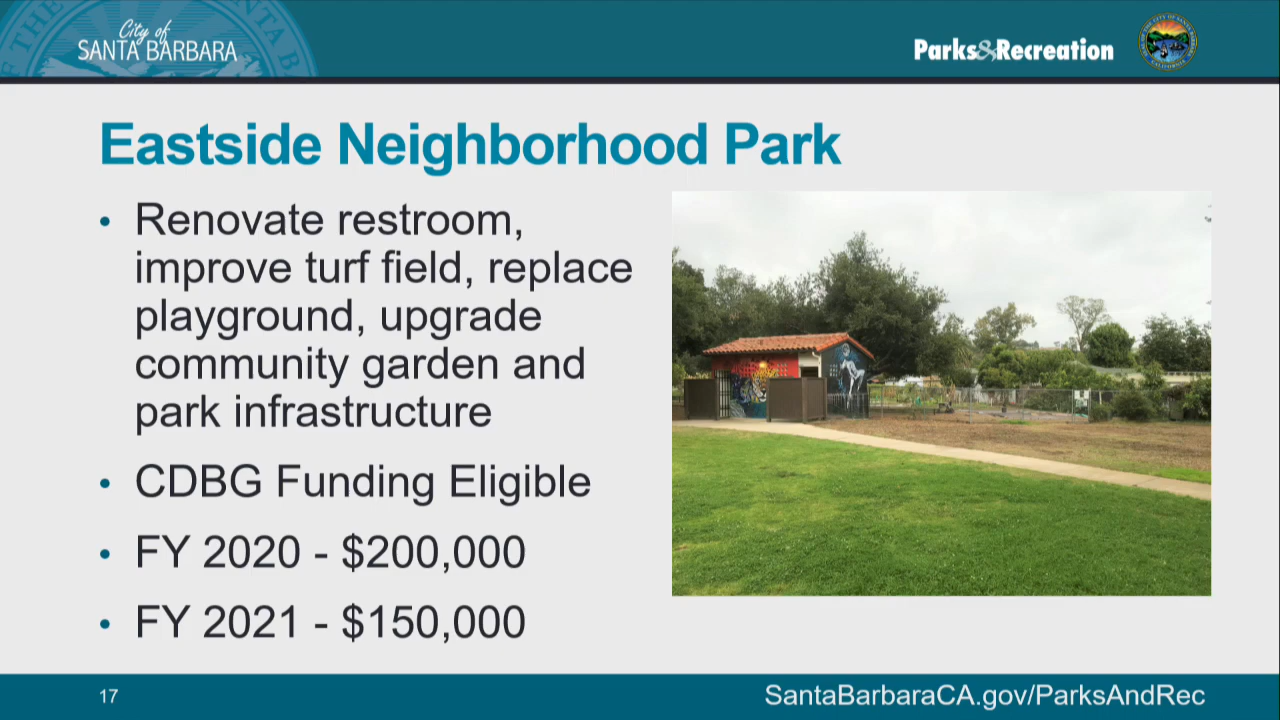 City of
SANTA BARBARA
Parks&Recreation
Eastside Neighborhood Park
• Renovate restroom,
improve turf field, replace
playground, upgrade
community garden and
park infrastructure
• CDBG Funding Eligible
• FY 2020 - $200,000
• FY 2021 - $150,000
17
SantaBarbaraCA.gov/ParksAndRec